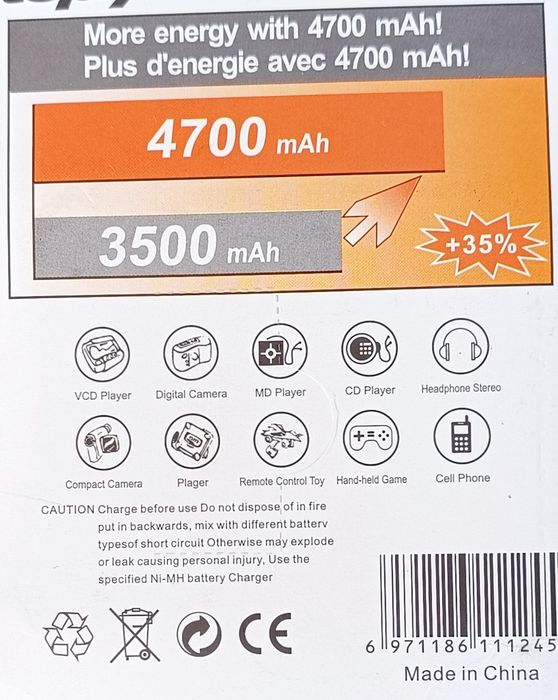 More energy with 4700 mAh!
Plus d'energie avec 4700 mAh!
4700 mAh
3500 mAh
+35%
VCD Player
Digital Camera
MD Player
CD Player
Headphone Stereo
Compact Camera
Plager
Remote Control Toy
Hand-held Game
Cell Phone
CAUTION Charge before use Do not dispose of in fire
put in backwards, mix with different batterv
typesof short circuit Otherwise may explode
or leak causing personal injury, Use the
specified Ni-MH battery Charger
CE
6 971186 111245
Made in China